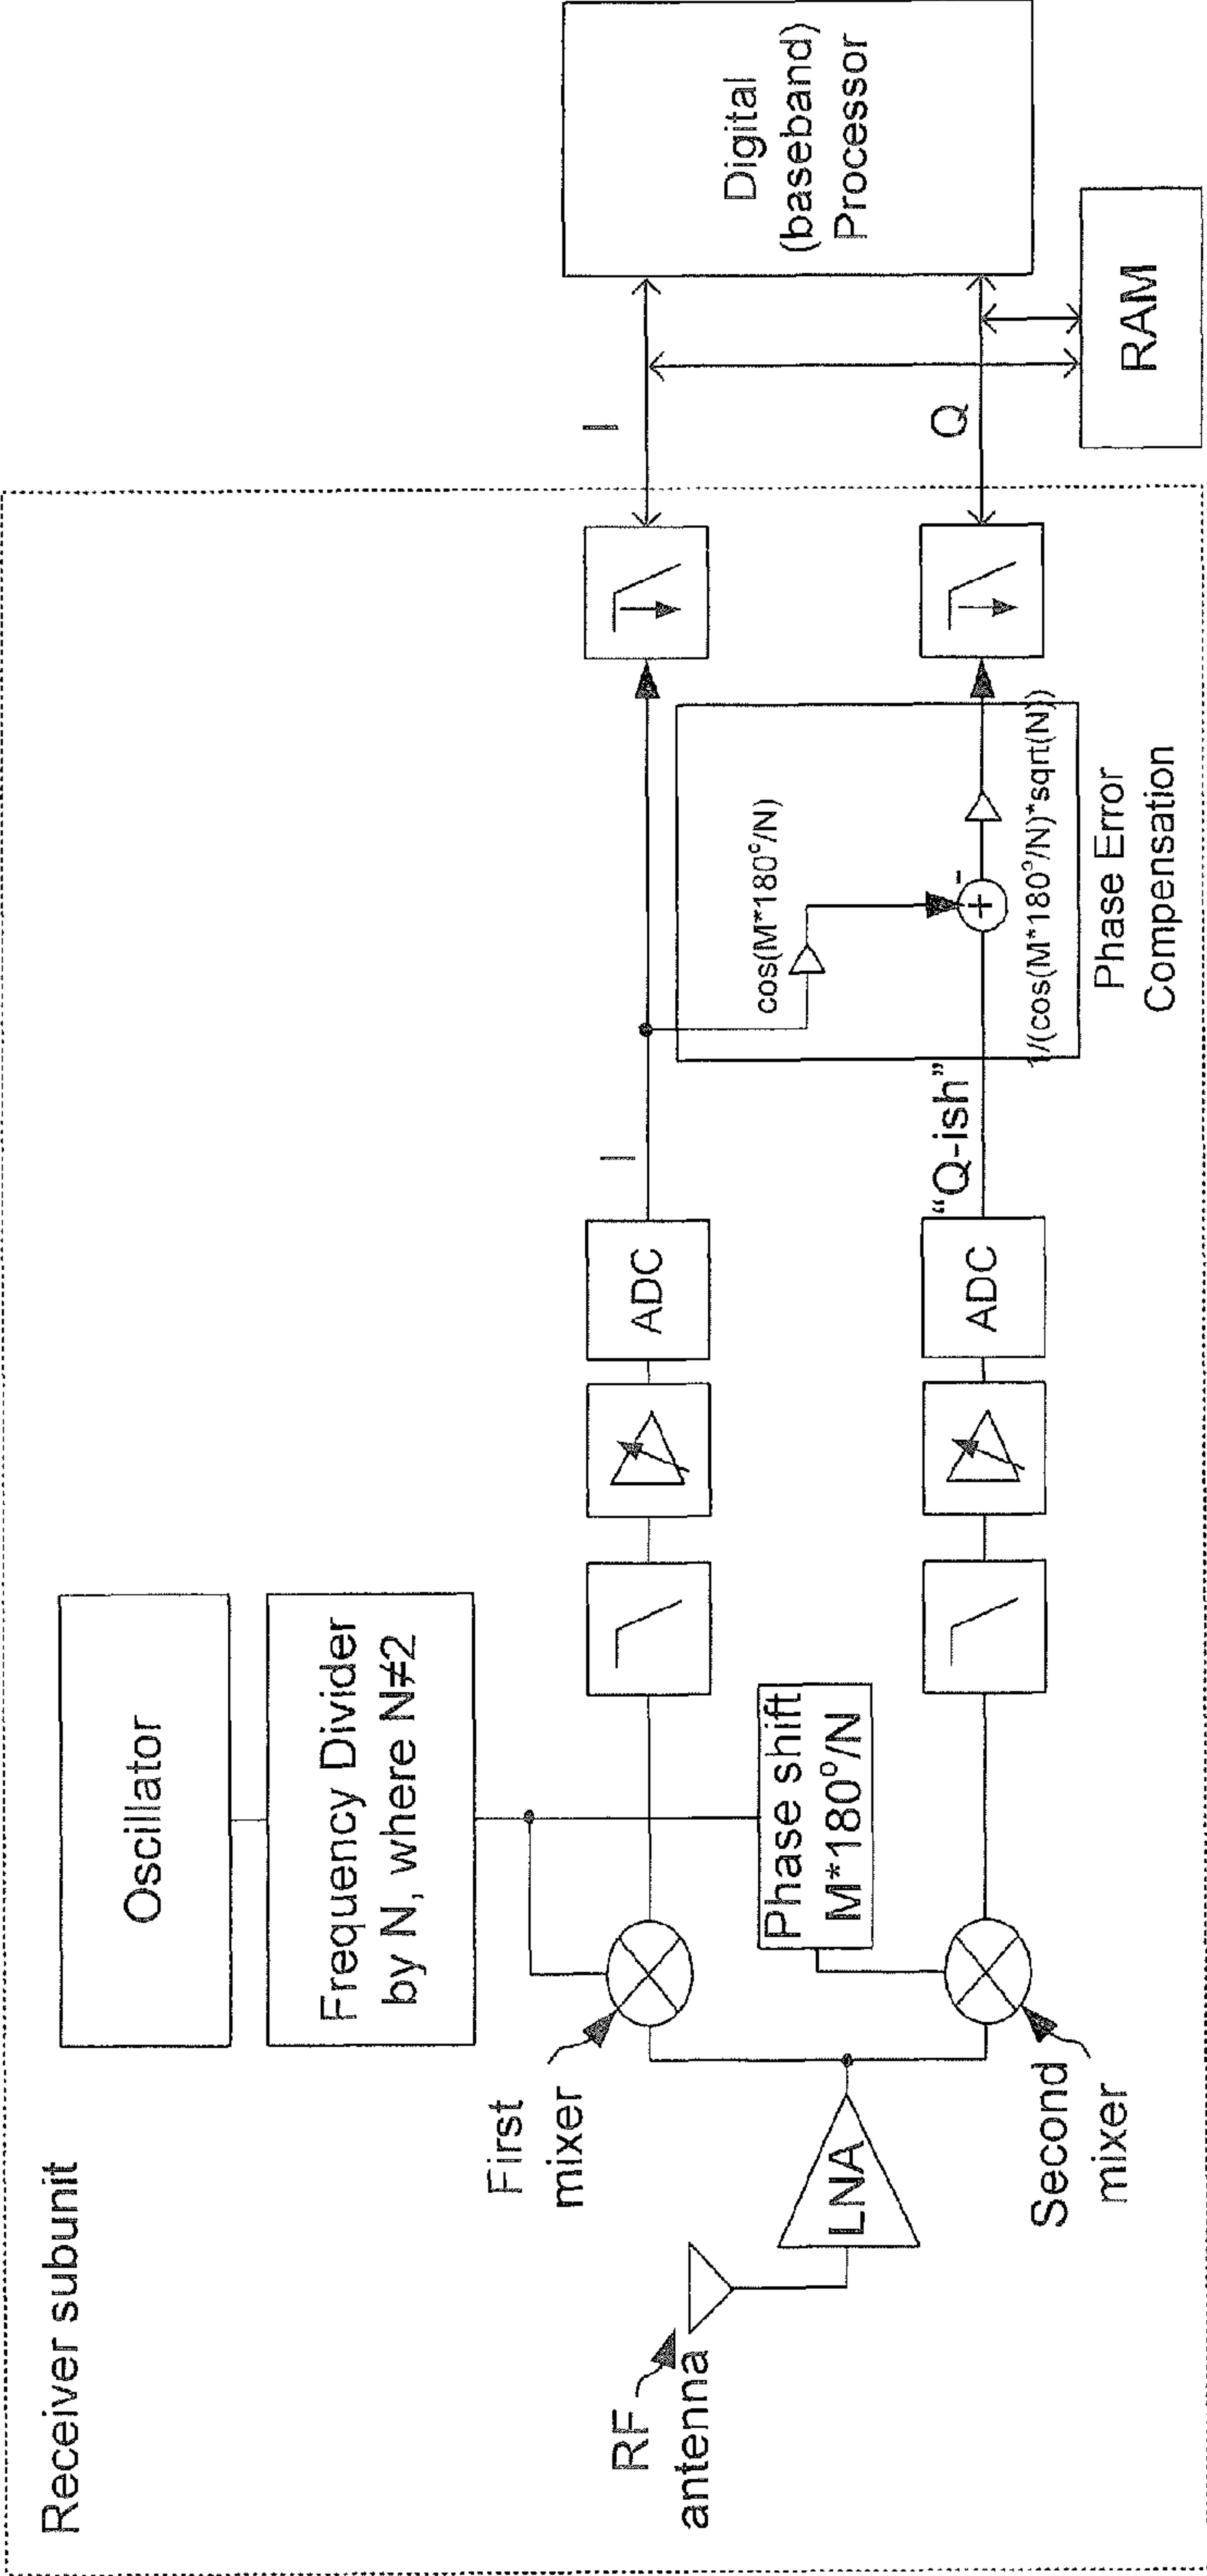 Receiver subunit
Oscillator
Frequency Divider
by N, where N≠2
First
mixer
RF
antenna
LNA
Second
mixer
Phase shift
M*180°/N
ADC
ADC
I
"Q-ish"
cos(M*180°/N)
1/(cos(M*180°/N)*sqrt(N))
+
-
Phase Error
Compensation
I
Q
Digital
(baseband)
Processor
RAM